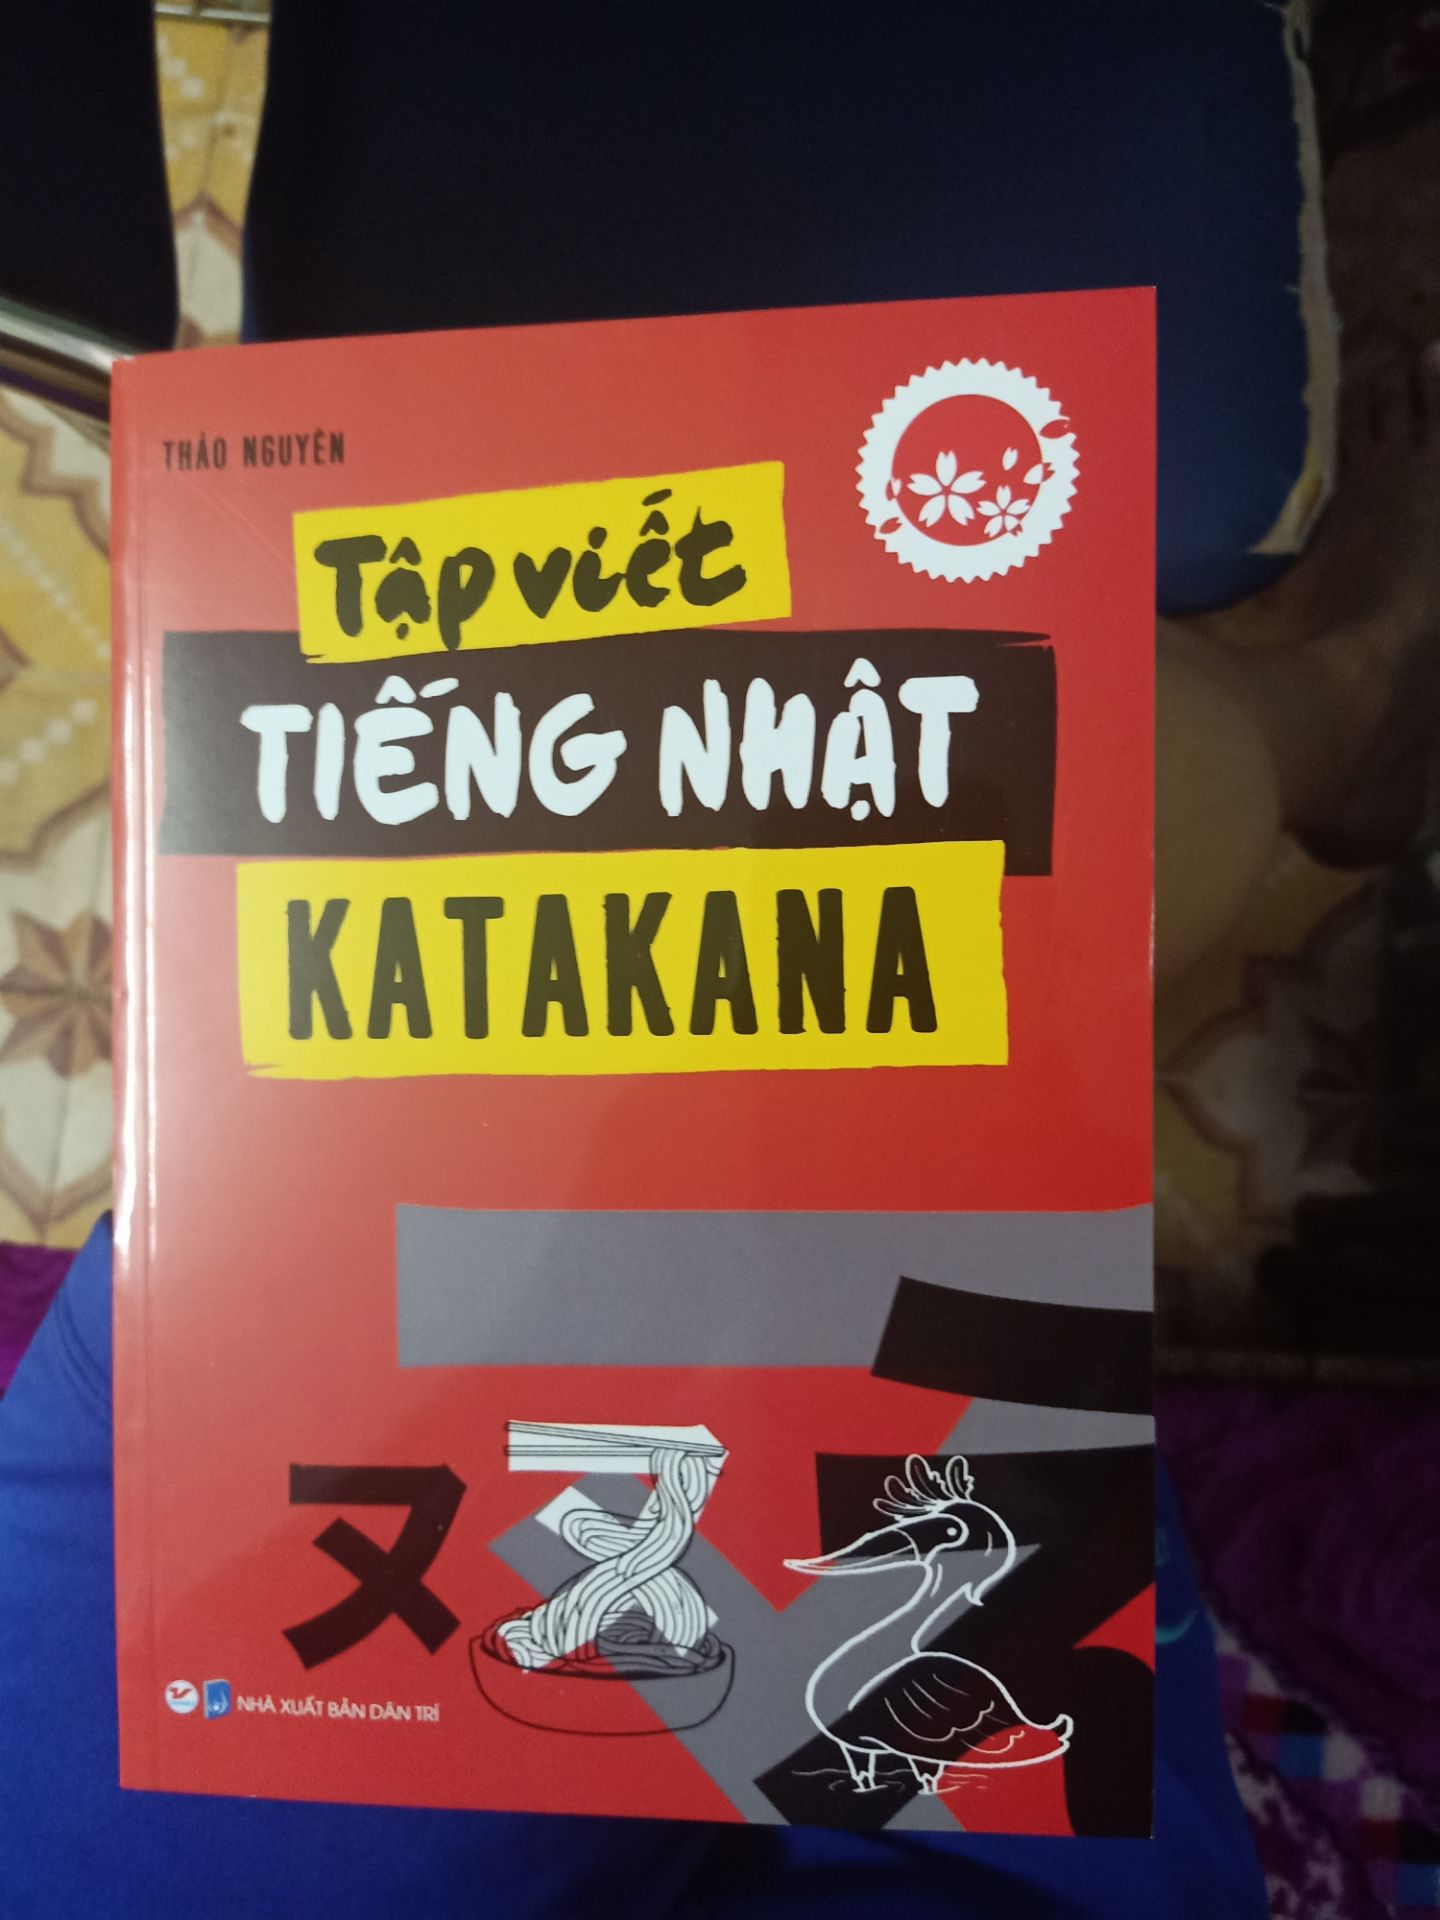 THẢO NGUYÊN
Tập viết
TIẾNG NHẬT
KATAKANA
ヌ
NHÀ XUẤT BẢN DÂN TRÍ